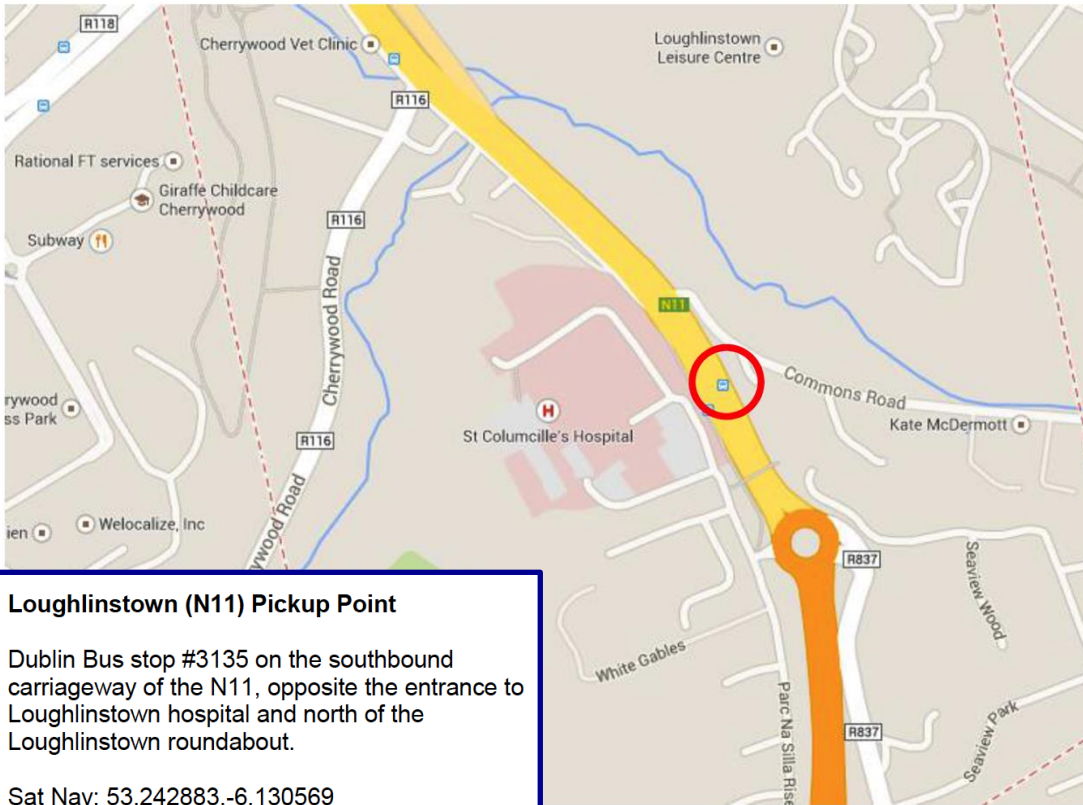 R118
Cherrywood Vet Clinic
Loughlinstown
Leisure Centre
R116
Rational FT services
Giraffe Childcare
Cherrywood
R116
Subway
Cherrywood Road
N11
Commons Road
rywood
ss Park
H
St Columcille's Hospital
Kate McDermott
R116
ien
Welocalize, Inc
ywood Road
R837
Seaview Wood
White Gables
Parc Na Silla Rise
R837
Seaview Park
Loughlinstown (N11) Pickup Point
Dublin Bus stop #3135 on the southbound
carriageway of the N11, opposite the entrance to
Loughlinstown hospital and north of the
Loughlinstown roundabout.
Sat Nav: 53.242883,-6.130569